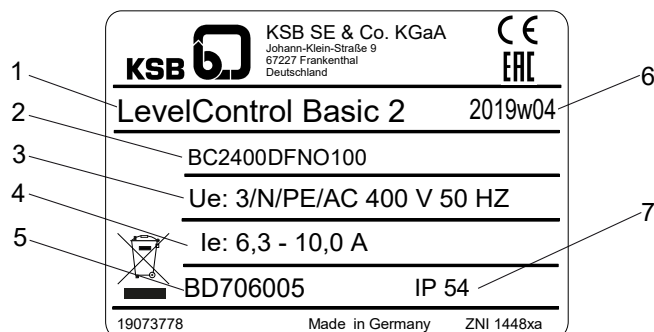 KSB
KSB SE & Co. KGaA
Johann-Klein-Straße 9
67227 Frankenthal
Deutschland
CE
EAC
1
LevelControl Basic 2
2019w04
6
2
BC2400DFNO100
3
Ue: 3/N/PE/AC 400 V 50 HZ
4
Ie: 6,3 - 10,0 A
7
5
BD706005
IP 54
19073778
Made in Germany
ZNI 1448xa